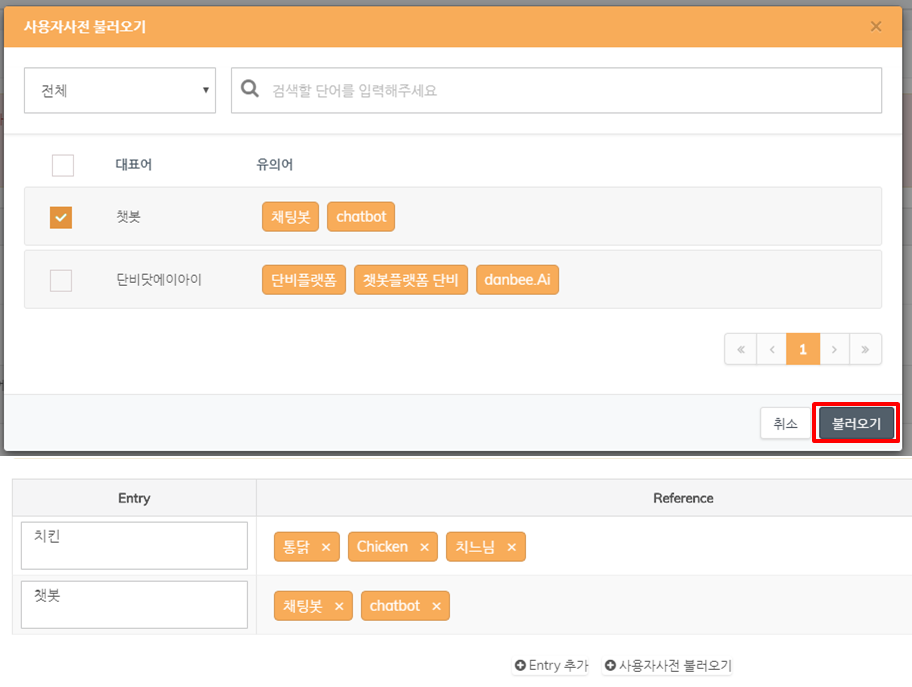 사용자사전 불러오기 ×
전체 ▾ 검색할 단어를 입력해주세요
대표어 유의어
챗봇 채팅봇 chatbot
단비닷에이아이 단비플랫폼 챗봇플랫폼 단비 danbee.Ai
« ‹ 1 › »
취소 불러오기
Entry Reference
치킨 통닭 × Chicken × 치느님 ×
챗봇 채팅봇 × chatbot ×
Entry 추가 사용자사전 불러오기